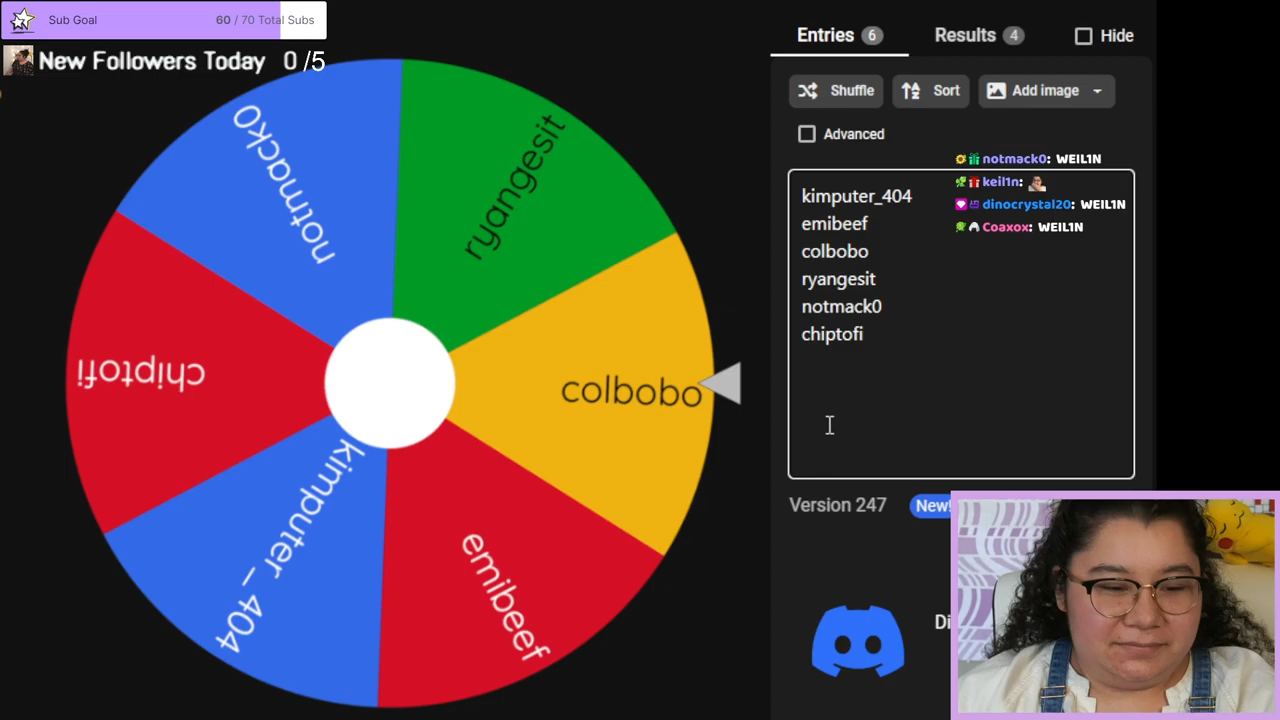 Sub Goal 60 / 70 Total Subs
New Followers Today 0 /5
notmack0
ryangesit
chiptofi
colbobo
kimputer_404
emibeef
Entries 6 Results 4 Hide
Shuffle Sort Add image
Advanced
kimputer_404
emibeef
colbobo
ryangesit
notmack0
chiptofi
notmack0: WEIL1N
keil1n:
dinocrystal20: WEIL1N
Coaxox: WEIL1N
Version 247 New!
Di